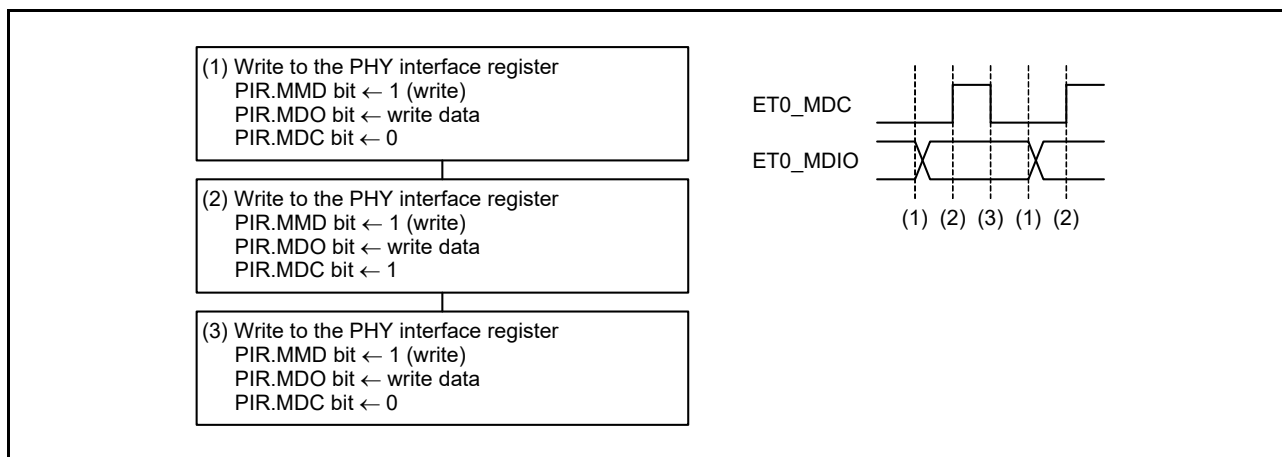 (1) Write to the PHY interface register
PIR.MMD bit ← 1 (write)
PIR.MDO bit ← write data
PIR.MDC bit ← 0
(2) Write to the PHY interface register
PIR.MMD bit ← 1 (write)
PIR.MDO bit ← write data
PIR.MDC bit ← 1
(3) Write to the PHY interface register
PIR.MMD bit ← 1 (write)
PIR.MDO bit ← write data
PIR.MDC bit ← 0
ET0_MDC
ET0_MDIO
(1) (2) (3) (1) (2)